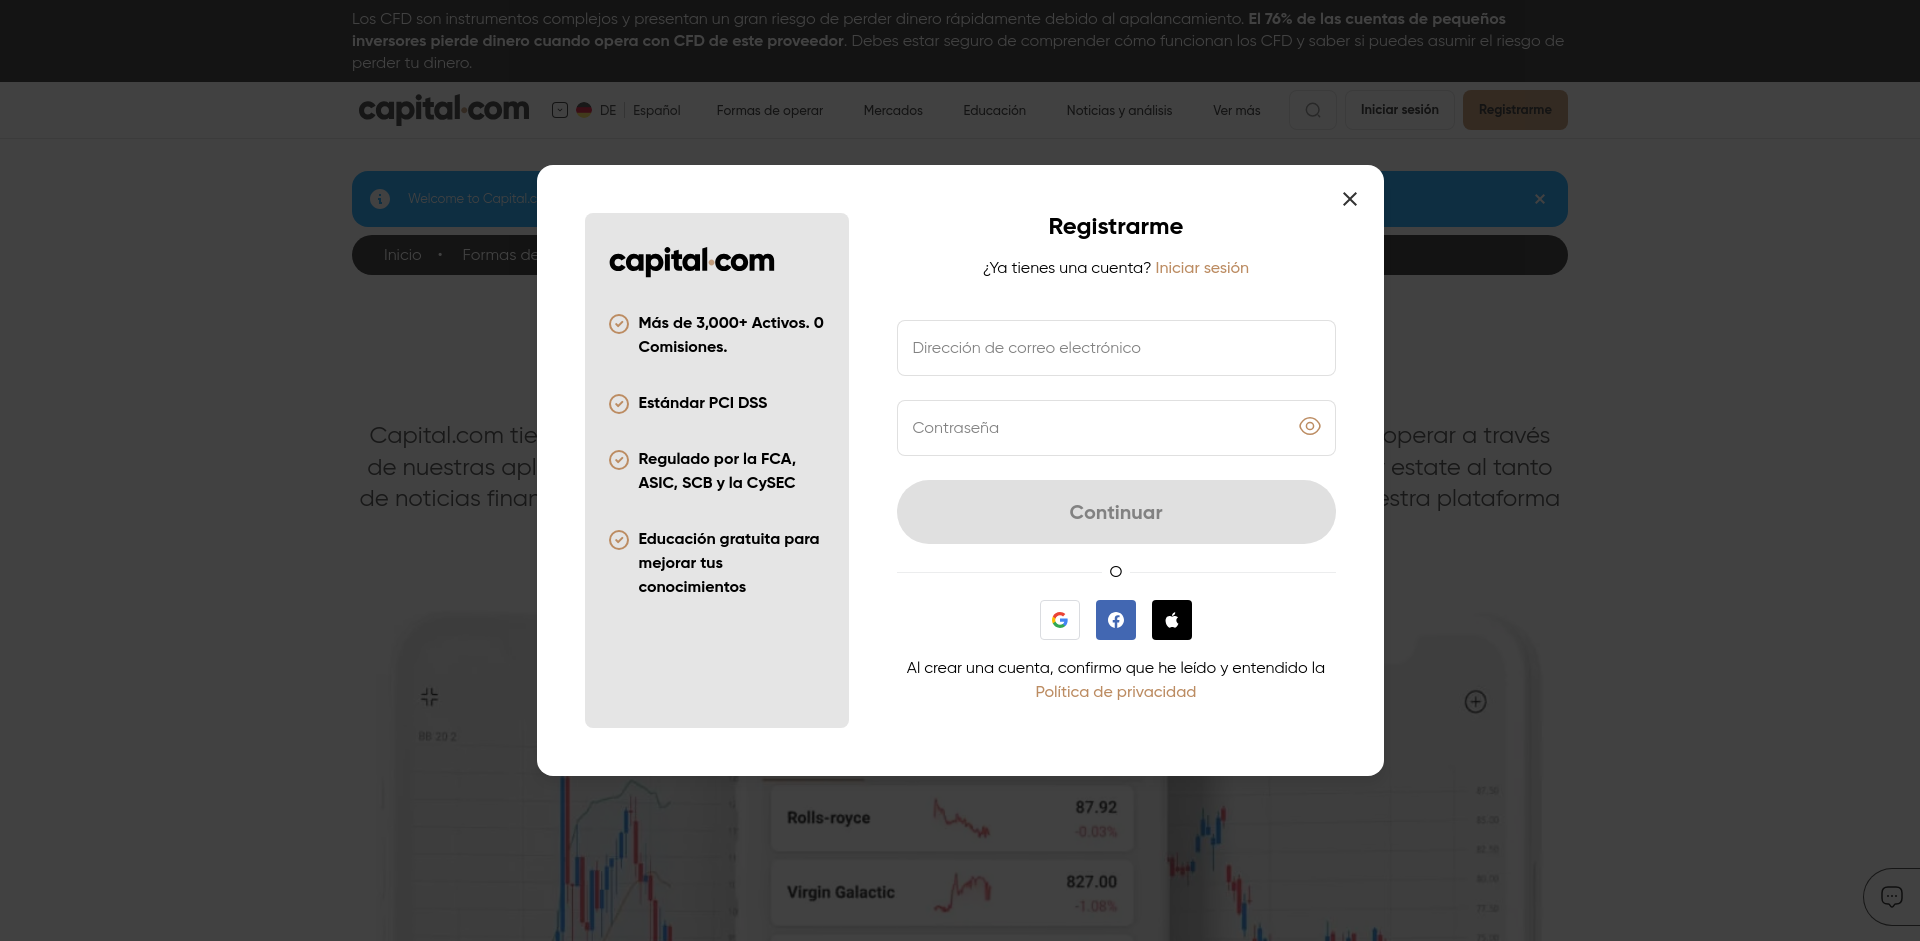 Los CFD son instrumentos complejos y presentan un gran riesgo de perder dinero rápidamente debido al apalancamiento. El 76% de las cuentas de pequeños
inversores pierde dinero cuando opera con CFD de este proveedor. Debes estar seguro de comprender cómo funcionan los CFD y saber si puedes asumir el riesgo de
perder tu dinero.
capital.com DE Español Formas de operar Mercados Educación Noticias y análisis Ver más Iniciar sesión Registrarme
Welcome to Capital.c
Inicio • Formas de
Registrarme
¿Ya tienes una cuenta? Iniciar sesión
capital.com
Más de 3,000+ Activos. 0
Comisiones.
Estándar PCI DSS
Regulado por la FCA,
ASIC, SCB y la CySEC
Educación gratuita para
mejorar tus
conocimientos
Dirección de correo electrónico
Contraseña
Continuar
O
Al crear una cuenta, confirmo que he leído y entendido la
Política de privacidad
Capital.com tie operar a través
de nuestras apl estate al tanto
de noticias finan estra plataforma
BB 20 2
Rolls-royce 87.92
-0.03%
Virgin Galactic 827.00
-1.08%